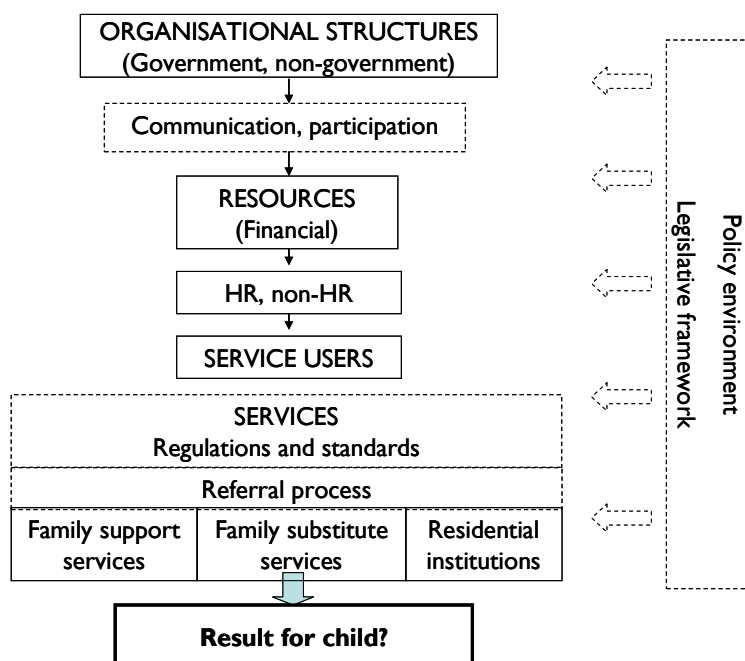 ORGANISATIONAL STRUCTURES
(Government, non-government)
Communication, participation
RESOURCES
(Financial)
HR, non-HR
SERVICE USERS
SERVICES
Regulations and standards
Referral process
Family support
services
Family substitute
services
Residential
institutions
Result for child?
Policy environment
Legislative framework